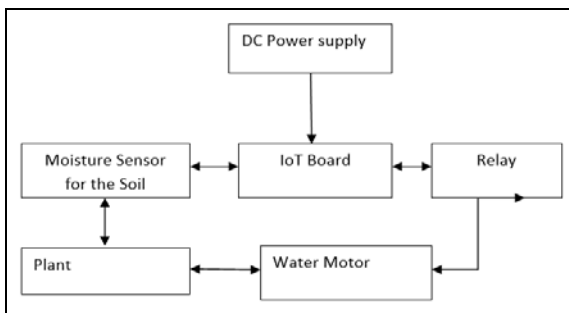 DC Power supply
Moisture Sensor
for the Soil
IoT Board
Relay
Plant
Water Motor